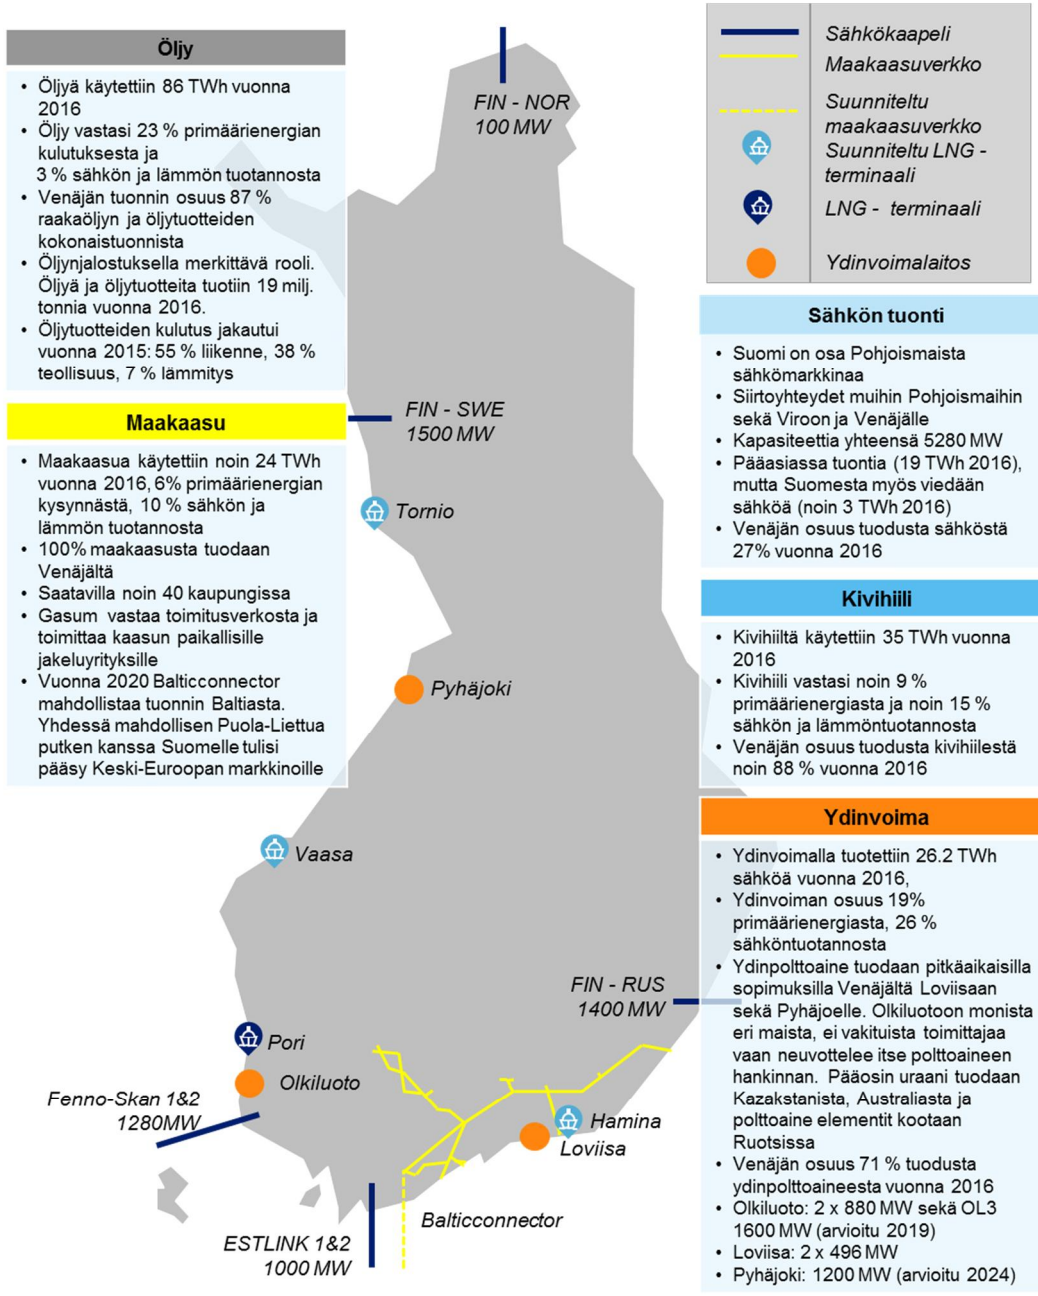 Öljy
• Öljyä käytettiin 86 TWh vuonna
2016
• Öljy vastasi 23 % primäärienergian
kulutuksesta ja
3 % sähkön ja lämmön tuotannosta
• Venäjän tuonnin osuus 87 %
raakaöljyn ja öljytuotteiden
kokonaistuonnista
• Öljynjalostuksella merkittävä rooli.
Öljyä ja öljytuotteita tuotiin 19 milj.
tonnia vuonna 2016.
• Öljytuotteiden kulutus jakautui
vuonna 2015: 55 % liikenne, 38 %
teollisuus, 7 % lämmitys
Maakaasu
• Maakaasua käytettiin noin 24 TWh
vuonna 2016, 6% primäärienergian
kysynnästä, 10 % sähkön ja
lämmön tuotannosta
• 100% maakaasusta tuodaan
Venäjältä
• Saatavilla noin 40 kaupungissa
• Gasum vastaa toimitusverkosta ja
toimittaa kaasun paikallisille
jakeluyrityksille
• Vuonna 2020 Balticconnector
mahdollistaa tuonnin Baltiasta.
Yhdessä mahdollisen Puola-Liettua
putken kanssa Suomelle tulisi
pääsy Keski-Euroopan markkinoille
FIN - NOR
100 MW
FIN - SWE
1500 MW
Tornio
Pyhäjoki
Vaasa
FIN - RUS
1400 MW
Pori
Olkiluoto
Fenno-Skan 1&2
1280MW
Hamina
Loviisa
Balticconnector
ESTLINK 1&2
1000 MW
Sähkökaapeli
Maakaasuverkko
Suunniteltu
maakaasuverkko
Suunniteltu LNG -
terminaali
LNG - terminaali
Ydinvoimalaitos
Sähkön tuonti
• Suomi on osa Pohjoismaista
sähkömarkkinaa
• Siirtoyhteydet muihin Pohjoismaihin
sekä Viroon ja Venäjälle
• Kapasiteettia yhteensä 5280 MW
• Pääasiassa tuontia (19 TWh 2016),
mutta Suomesta myös viedään
sähköä (noin 3 TWh 2016)
• Venäjän osuus tuodusta sähköstä
27% vuonna 2016
Kivihiili
• Kivihiiltä käytettiin 35 TWh vuonna
2016
• Kivihiili vastasi noin 9 %
primäärienergiasta ja noin 15 %
sähkön ja lämmöntuotannosta
• Venäjän osuus tuodusta kivihiilestä
noin 88 % vuonna 2016
Ydinvoima
• Ydinvoimalla tuotettiin 26.2 TWh
sähköä vuonna 2016,
• Ydinvoiman osuus 19%
primäärienergiasta, 26 %
sähköntuotannosta
• Ydinpolttoaine tuodaan pitkäaikaisilla
sopimuksilla Venäjältä Loviisaan
sekä Pyhäjoelle. Olkiluotoon monista
eri maista, ei vakituista toimittajaa
vaan neuvottelee itse polttoaineen
hankinnan. Pääosin uraani tuodaan
Kazakstanista, Australiasta ja
polttoaine elementit kootaan
Ruotsissa
• Venäjän osuus 71 % tuodusta
ydinpolttoaineesta vuonna 2016
• Olkiluoto: 2 x 880 MW sekä OL3
1600 MW (arvioitu 2019)
• Loviisa: 2 x 496 MW
• Pyhäjoki: 1200 MW (arvioitu 2024)